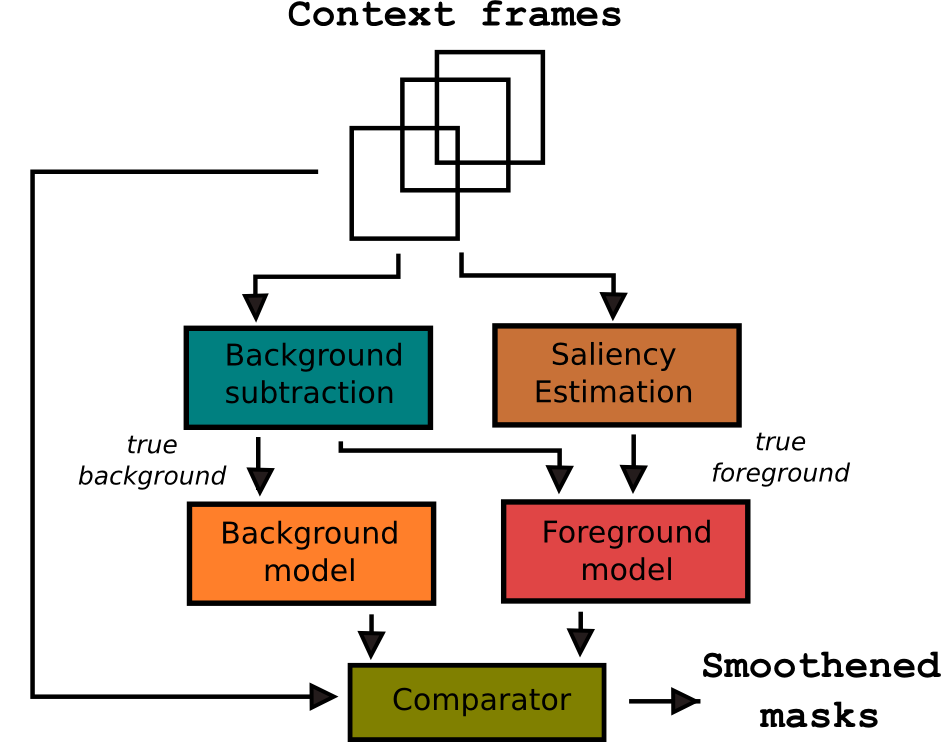 Context frames
Background
subtraction
Saliency
Estimation
true
background
true
foreground
Background
model
Foreground
model
Comparator
Smoothened
masks